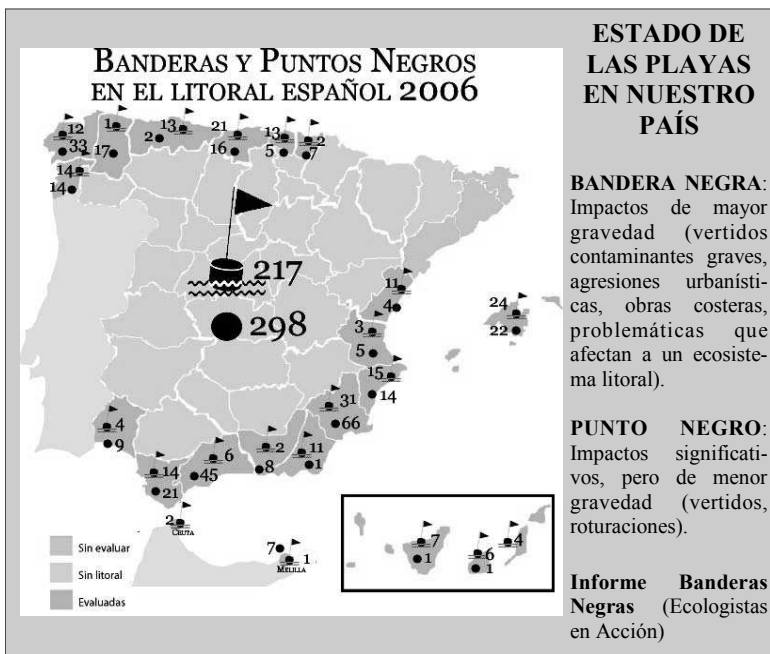 BANDERAS Y PUNTOS NEGROS
EN EL LITORAL ESPAÑOL 2006
12
33
1
17
13
2
21
16
13
5
2
7
14
14
217
298
11
4
24
22
3
5
15
14
31
66
4
9
14
21
6
45
2
8
11
1
2
CEUTA
7
1
MELILLA
7
1
6
1
4
Sin evaluar
Sin litoral
Evaluadas
ESTADO DE
LAS PLAYAS
EN NUESTRO
PAÍS
BANDERA NEGRA:
Impactos de mayor
gravedad (vertidos
contaminantes graves,
agresiones urbanísti-
cas, obras costeras,
problemáticas que
afectan a un ecosiste-
ma litoral).
PUNTO NEGRO:
Impactos significati-
vos, pero de menor
gravedad (vertidos,
roturaciones).
Informe Banderas
Negras (Ecologistas
en Acción)